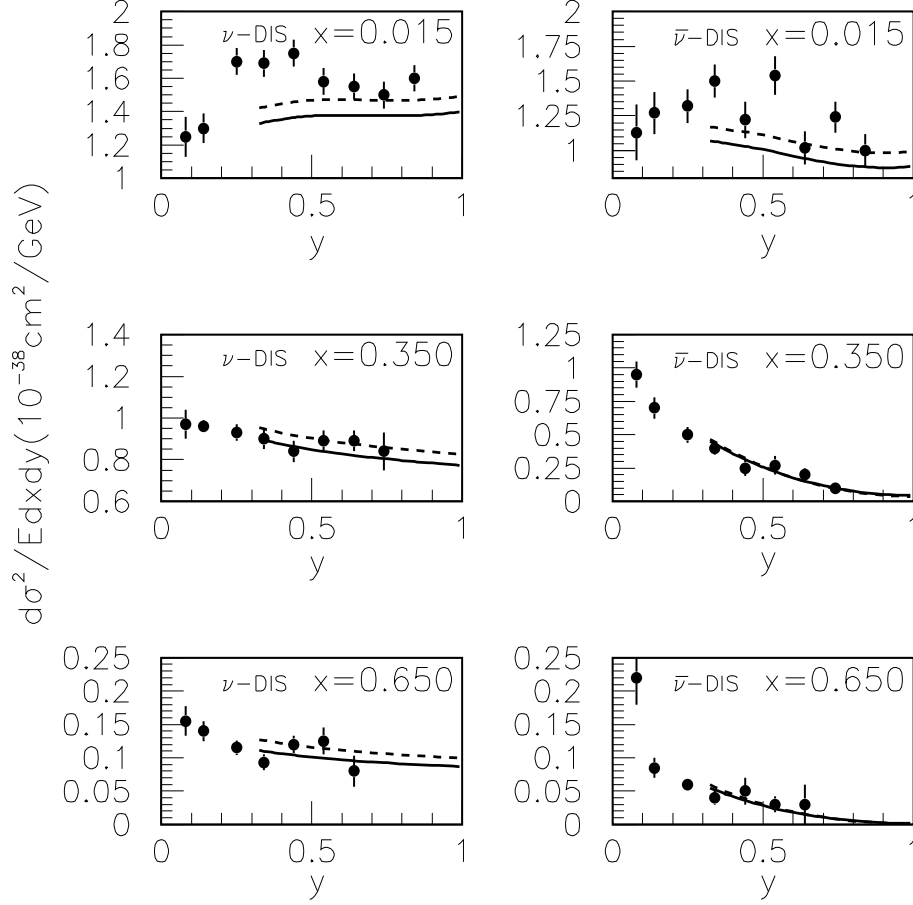 dσ²/Edxdy(10⁻³⁸cm²/GeV)
ν-DIS x=0.015
2
1.8
1.6
1.4
1.2
1
0 0.5 1
y
ν̄-DIS x=0.015
2
1.75
1.5
1.25
1
0 0.5 1
y
ν-DIS x=0.350
1.4
1.2
1
0.8
0.6
0 0.5 1
y
ν̄-DIS x=0.350
1.25
1
0.75
0.5
0.25
0
0 0.5 1
y
ν-DIS x=0.650
0.25
0.2
0.15
0.1
0.05
0
0 0.5 1
y
ν̄-DIS x=0.650
0.25
0.2
0.15
0.1
0.05
0
0 0.5 1
y